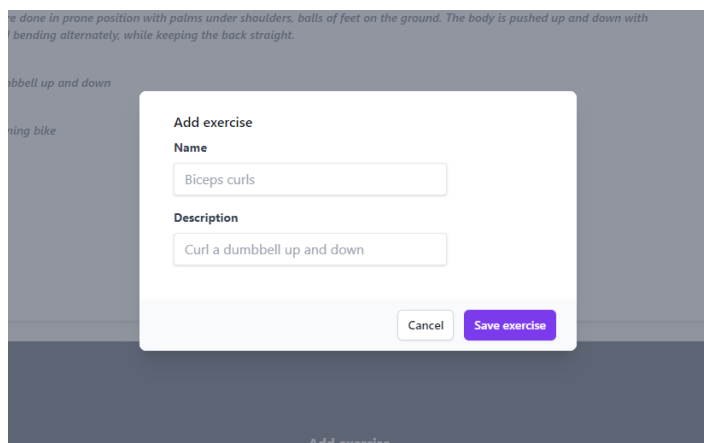 re done in prone position with palms under shoulders, balls of feet on the ground. The body is pushed up and down with
bending alternately, while keeping the back straight.
bbell up and down
ning bike
Add exercise
Name
Biceps curls
Description
Curl a dumbbell up and down
Cancel
Save exercise
Add exercise